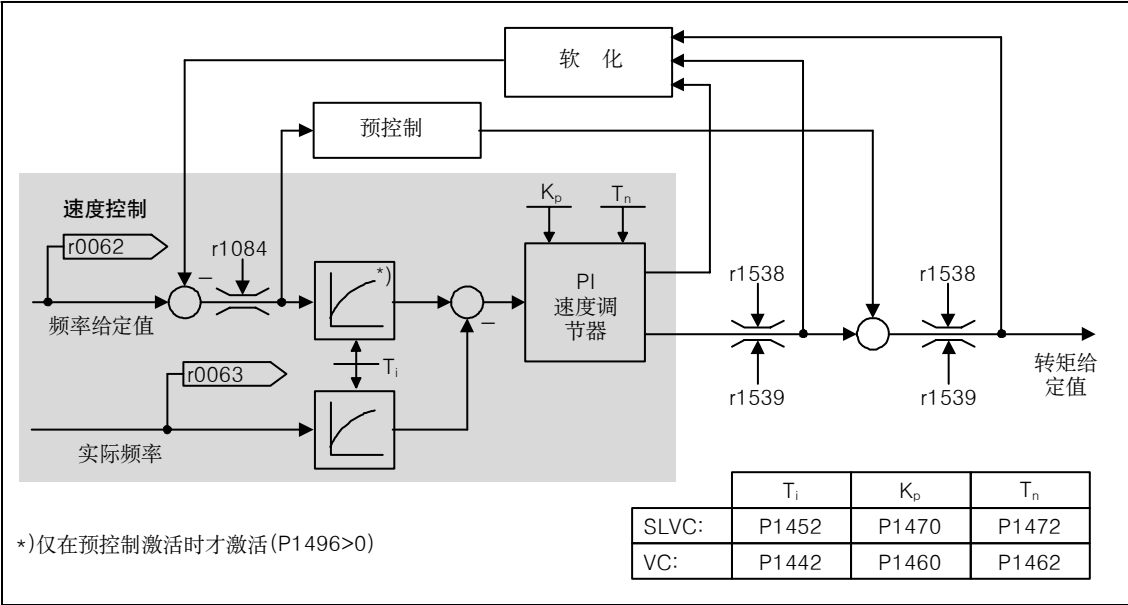 软 化
预控制
速度控制
r0062
r1084
*)
频率给定值
Kp
Tn
PI
速度调
节器
r1538
r1538
Ti
r0063
r1539
r1539
转矩给
定值
实际频率
Ti Kp Tn
SLVC: P1452 P1470 P1472
VC: P1442 P1460 P1462
*)仅在预控制激活时才激活(P1496>0)